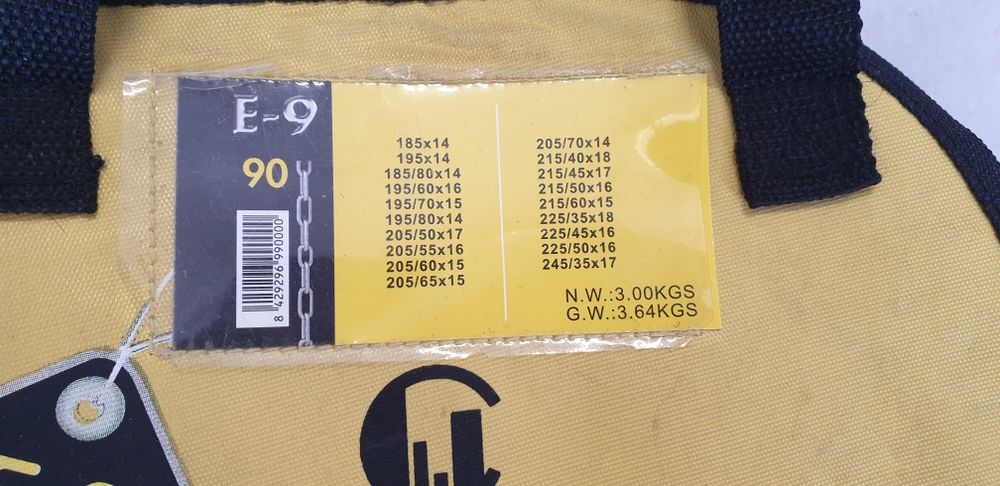 E-9
90
8 429296 990000
185x14
195x14
185/80x14
195/60x16
195/70x15
195/80x14
205/50x17
205/55x16
205/60x15
205/65x15
205/70x14
215/40x18
215/45x17
215/50x16
215/60x15
225/35x18
225/45x16
225/50x16
245/35x17
N.W.:3.00KGS
G.W.:3.64KGS